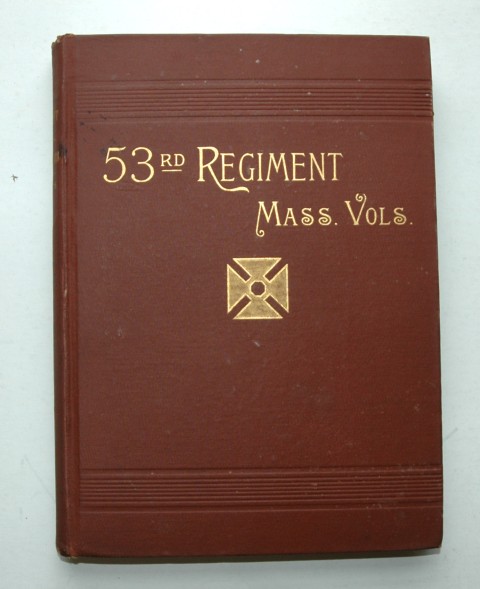 53RD REGIMENT
MASS. VOLS.